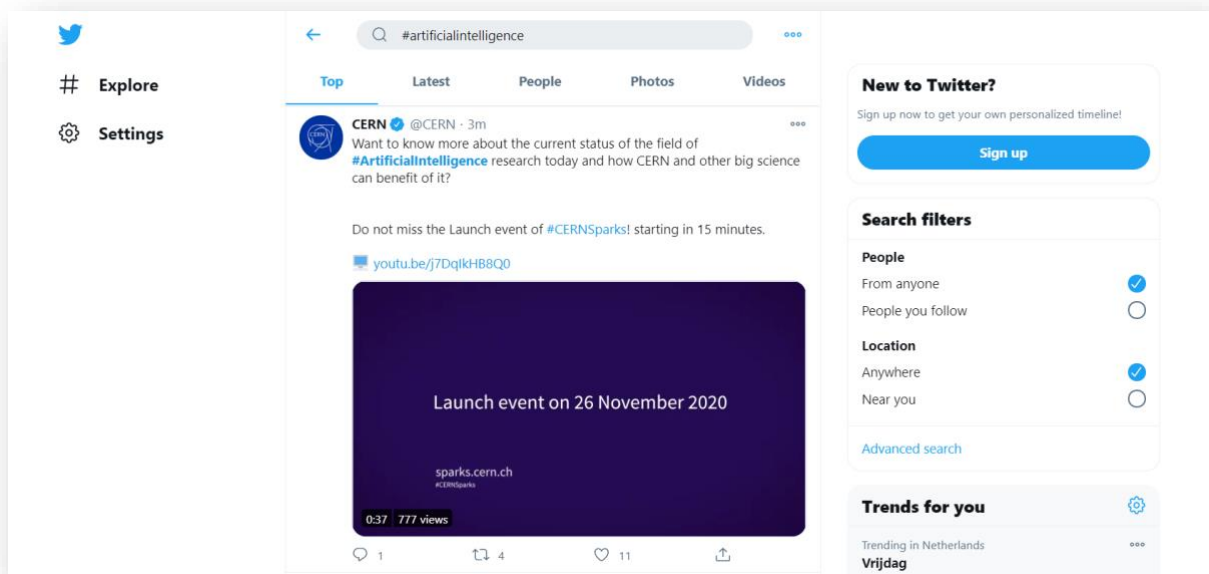 #artificialintelligence
Explore
Settings
Top
Latest
People
Photos
Videos
CERN @CERN · 3m
Want to know more about the current status of the field of
#ArtificialIntelligence research today and how CERN and other big science
can benefit of it?
Do not miss the Launch event of #CERNSparks! starting in 15 minutes.
youtu.be/j7DqIkHB8Q0
CERN
Launch event on 26 November 2020
sparks.cern.ch
#CERNSparks
0:37 777 views
1
4
11
New to Twitter?
Sign up now to get your own personalized timeline!
Sign up
Search filters
People
From anyone
People you follow
Location
Anywhere
Near you
Advanced search
Trends for you
Trending in Netherlands
Vrijdag